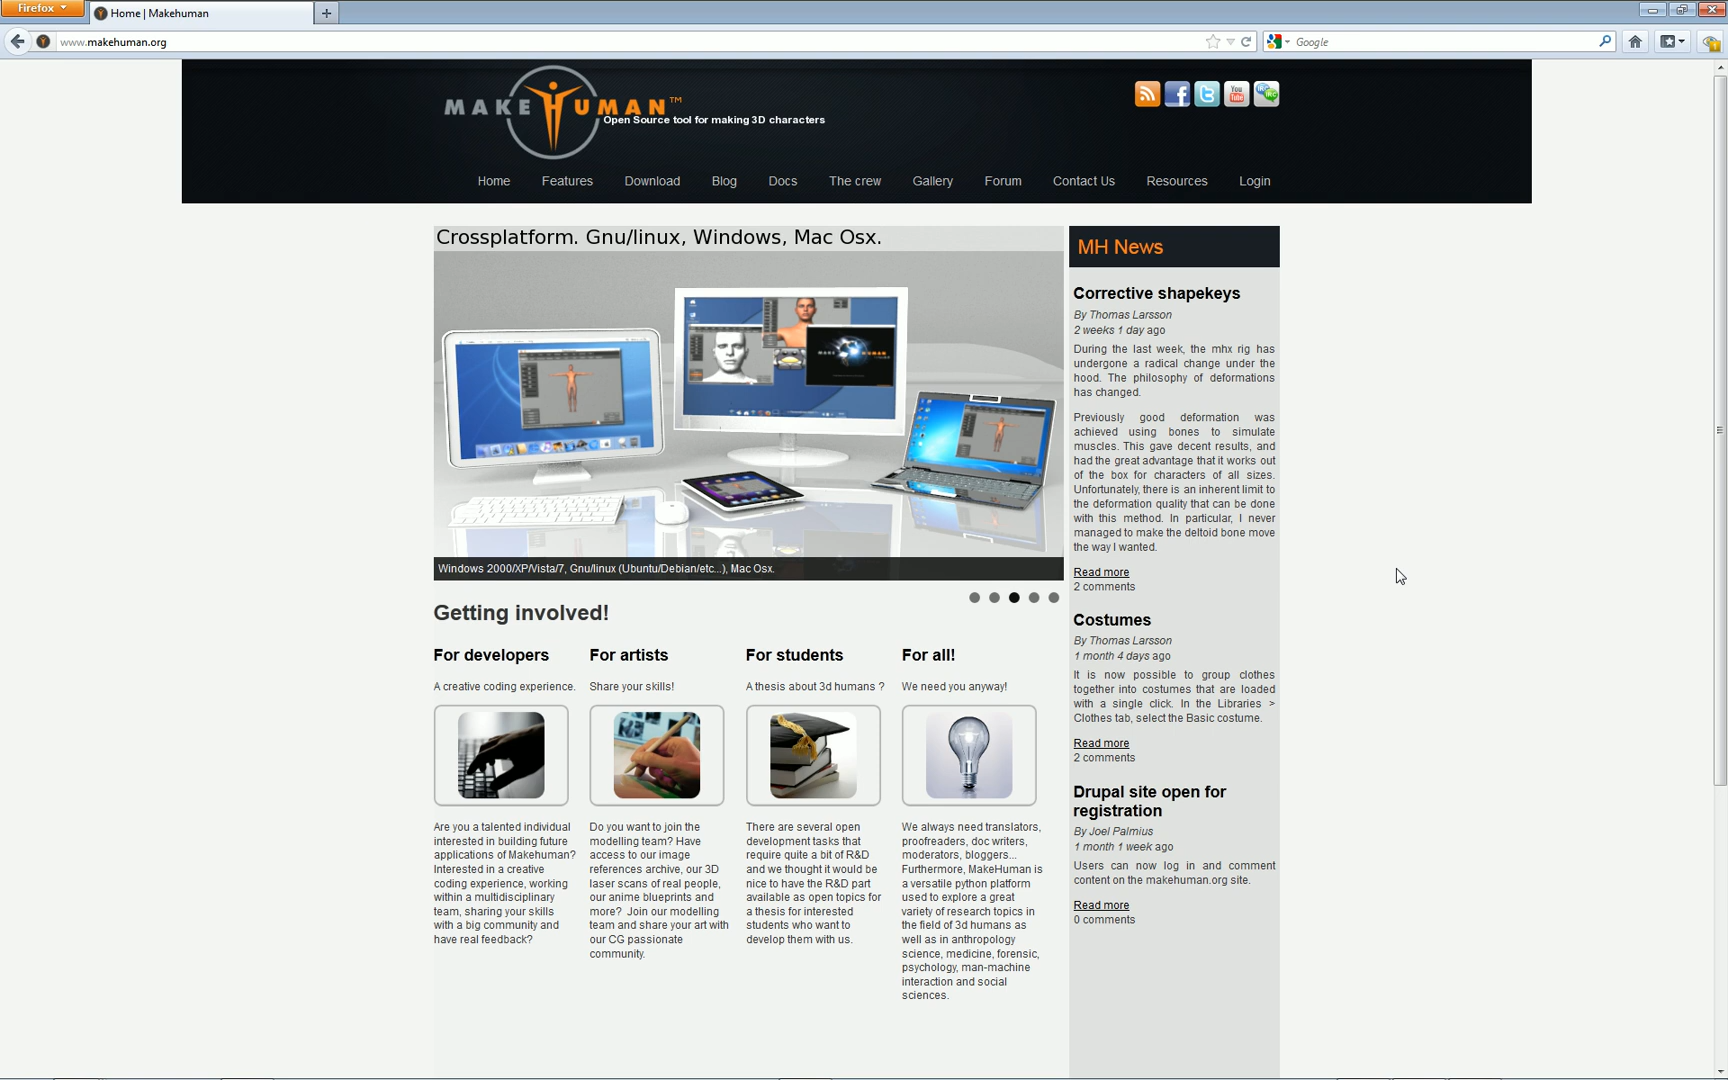 Firefox
Home | Makehuman
www.makehuman.org
Google
MAKEHUMAN™
Open Source tool for making 3D characters
You
Tube
Home Features Download Blog Docs The crew Gallery Forum Contact Us Resources Login
Crossplatform. Gnu/linux, Windows, Mac Osx.
Windows 2000/XP/Vista/7, Gnu/linux (Ubuntu/Debian/etc...), Mac Osx.
Getting involved!
For developers
A creative coding experience.
Are you a talented individual
interested in building future
applications of Makehuman?
Interested in a creative
coding experience, working
within a multidisciplinary
team, sharing your skills
with a big community and
have real feedback?
For artists
Share your skills!
Do you want to join the
modelling team? Have
access to our image
references archive, our 3D
laser scans of real people,
our anime blueprints and
more? Join our modelling
team and share your art with
our CG passionate
community.
For students
A thesis about 3d humans ?
There are several open
development tasks that
require quite a bit of R&D
and we thought it would be
nice to have the R&D part
available as open topics for
a thesis for interested
students who want to
develop them with us.
For all!
We need you anyway!
We always need translators,
proofreaders, doc writers,
moderators, bloggers...
Furthermore, MakeHuman is
a versatile python platform
used to explore a great
variety of research topics in
the field of 3d humans as
well as in anthropology
science, medicine, forensic,
psychology, man-machine
interaction and social
sciences.
MH News
Corrective shapekeys
By Thomas Larsson
2 weeks 1 day ago
During the last week, the mhx rig has
undergone a radical change under the
hood. The philosophy of deformations
has changed.
Previously good deformation was
achieved using bones to simulate
muscles. This gave decent results, and
had the great advantage that it works out
of the box for characters of all sizes.
Unfortunately, there is an inherent limit to
the deformation quality that can be done
with this method. In particular, I never
managed to make the deltoid bone move
the way I wanted.
Read more
2 comments
Costumes
By Thomas Larsson
1 month 4 days ago
It is now possible to group clothes
together into costumes that are loaded
with a single click. In the Libraries >
Clothes tab, select the Basic costume.
Read more
2 comments
Drupal site open for
registration
By Joel Palmius
1 month 1 week ago
Users can now log in and comment
content on the makehuman.org site.
Read more
0 comments